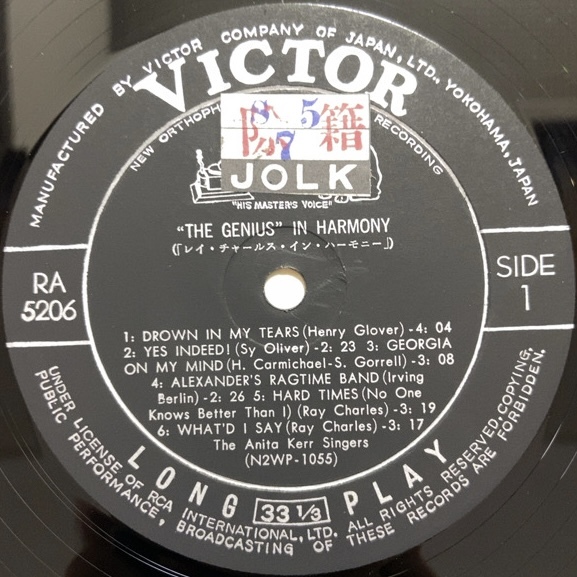 MANUFACTURED BY VICTOR COMPANY OF JAPAN, LTD., YOKOHAMA, JAPAN
VICTOR
NEW ORTHOPH
RECORDING
8 5
除籍
7
JOLK
"HIS MASTER'S VOICE"
"THE GENIUS" IN HARMONY
(『レイ・チャールス・イン・ハーモニー』)
RA
5206
SIDE
1
1: DROWN IN MY TEARS (Henry Glover) -4: 04
2: YES INDEED! (Sy Oliver) -2: 23 3: GEORGIA
ON MY MIND (H. Carmichael-S. Gorrell) -3: 08
4: ALEXANDER'S RAGTIME BAND (Irving
Berlin) -2: 26 5: HARD TIMES (No One
Knows Better Than I) (Ray Charles) -3: 19
6: WHAT'D I SAY (Ray Charles) -3: 17
The Anita Kerr Singers
(N2WP-1055)
LONG 33 1/3 PLAY
UNDER LICENSE OF RCA INTERNATIONAL, LTD. ALL RIGHTS RESERVED, COPYING,
PUBLIC PERFORMANCE, BROADCASTING OF THESE RECORDS ARE FORBIDDEN.